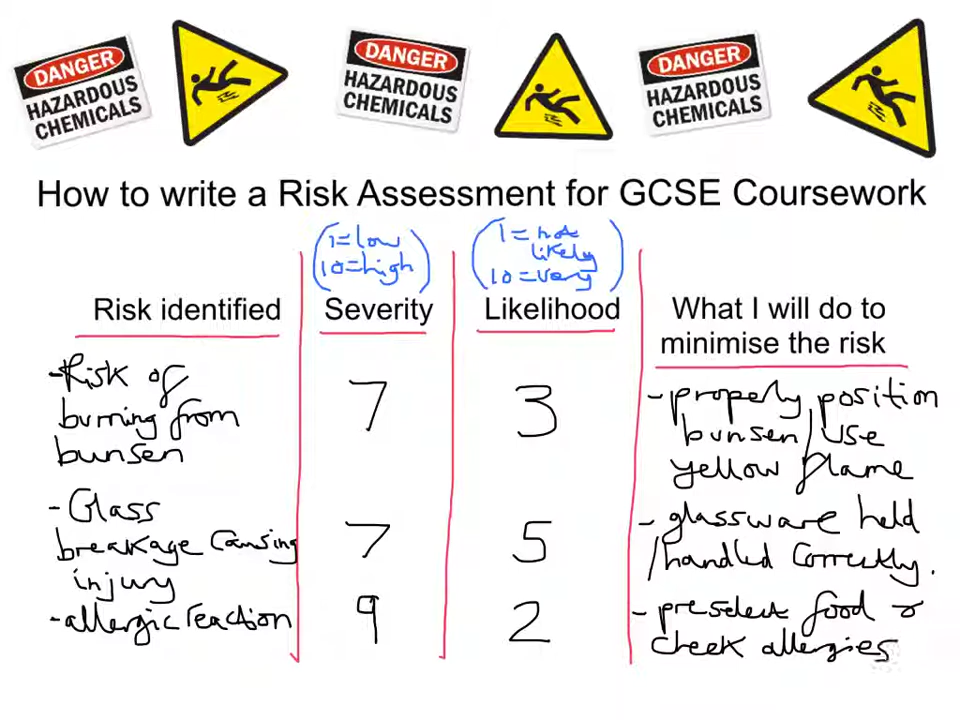 DANGER
HAZARDOUS
CHEMICALS
DANGER
HAZARDOUS
CHEMICALS
DANGER
HAZARDOUS
CHEMICALS
How to write a Risk Assessment for GCSE Coursework
(1=low
10=high)
(1=not
likely
10=very)
Risk identified
Severity
Likelihood
What I will do to
minimise the risk
-Risk of
burning from
bunsen
7
3
-properly position
bunsen/use
yellow flame
-Glass
breakage causing
injury
7
5
-glassware held
/handled correctly.
-allergic reaction
9
2
-preselect food or
check allergies